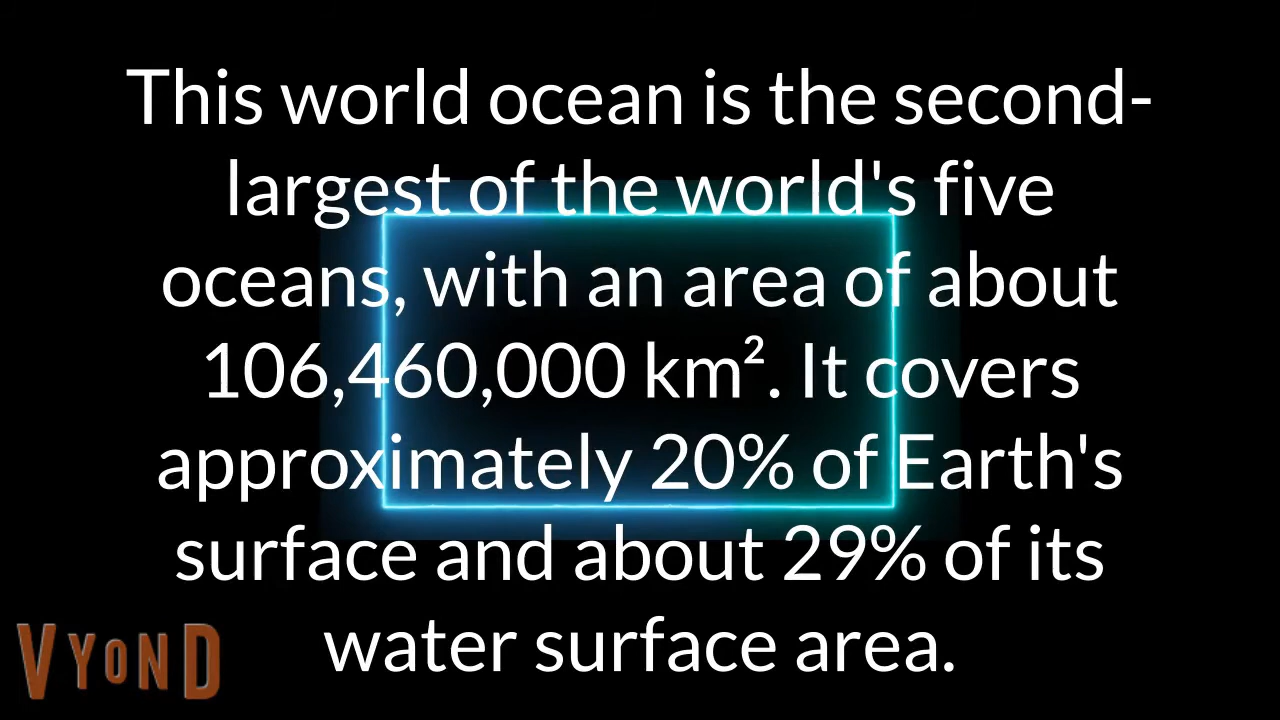 This world ocean is the second-
largest of the world's five
oceans, with an area of about
106,460,000 km². It covers
approximately 20% of Earth's
surface and about 29% of its
water surface area.
VYOND